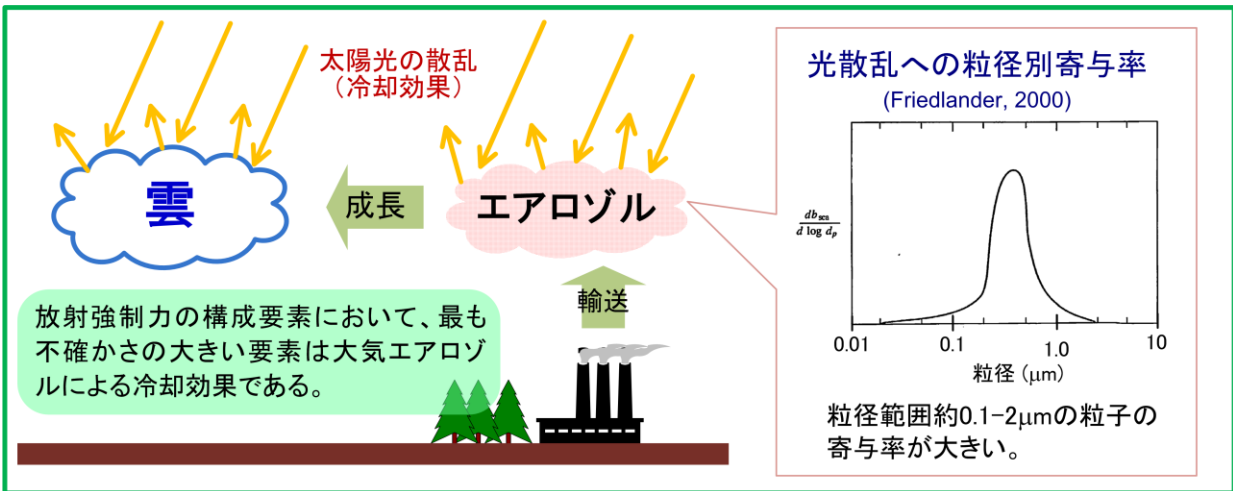 太陽光の散乱
（冷却効果）
雲
成長
エアロゾル
輸送
放射強制力の構成要素において、最も
不確かさの大きい要素は大気エアロゾ
ルによる冷却効果である。
光散乱への粒径別寄与率
(Friedlander, 2000)
db_sca
d log d_p
0.01
0.1
1.0
10
粒径 (μm)
粒径範囲約0.1-2μmの粒子の
寄与率が大きい。